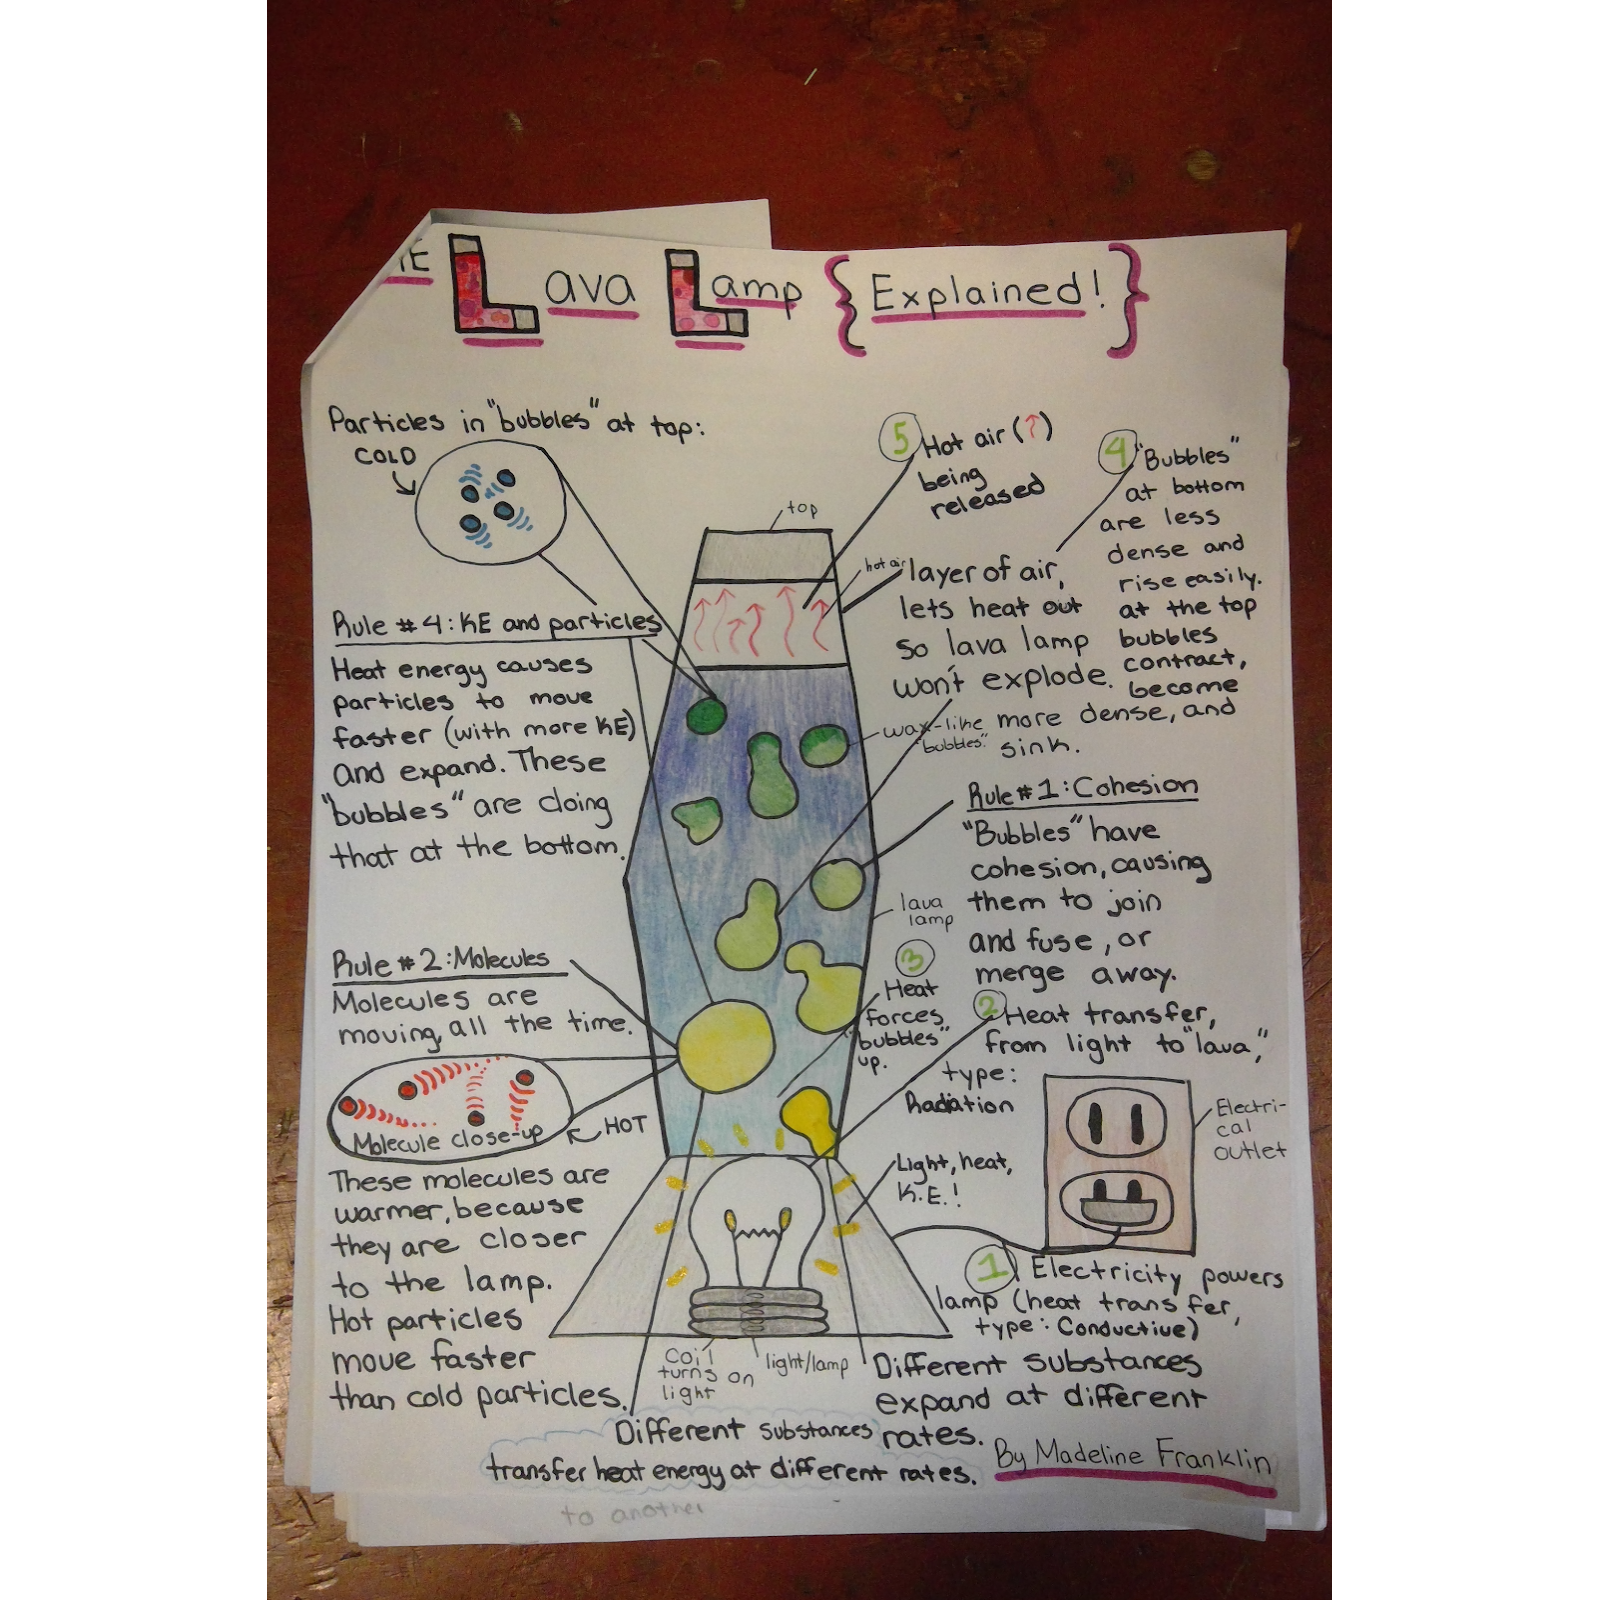 Lava Lamp {Explained!}
Particles in "bubbles" at top:
COLD
Rule #4: KE and particles
Heat energy causes
particles to move
faster (with more KE)
and expand. These
"bubbles" are doing
that at the bottom.
Rule #2: Molecules
Molecules are
moving, all the time.
Molecule close-up
HOT
These molecules are
warmer, because
they are closer
to the lamp.
Hot particles
move faster
than cold particles.
top
5 Hot air (↑)
being
released
hot air
layer of air,
lets heat out
so lava lamp
won't explode.
4 "Bubbles"
at bottom
are less
dense and
rise easily.
at the top
bubbles
contract,
become
more dense, and
sink.
wax-like
"bubbles"
Rule #1: Cohesion
"Bubbles" have
cohesion, causing
them to join
and fuse, or
merge away.
lava
lamp
3
Heat
forces
"bubbles"
up.
2 Heat transfer,
from light to "lava,"
type:
Radiation
Light, heat,
K.E.!
Electri-
cal
outlet
1 Electricity powers
lamp (heat transfer,
type: Conductive)
Coil
turns on
light
light/lamp
Different substances
expand at different
rates.
Different substances
transfer heat energy at different rates.
By Madeline Franklin
to another